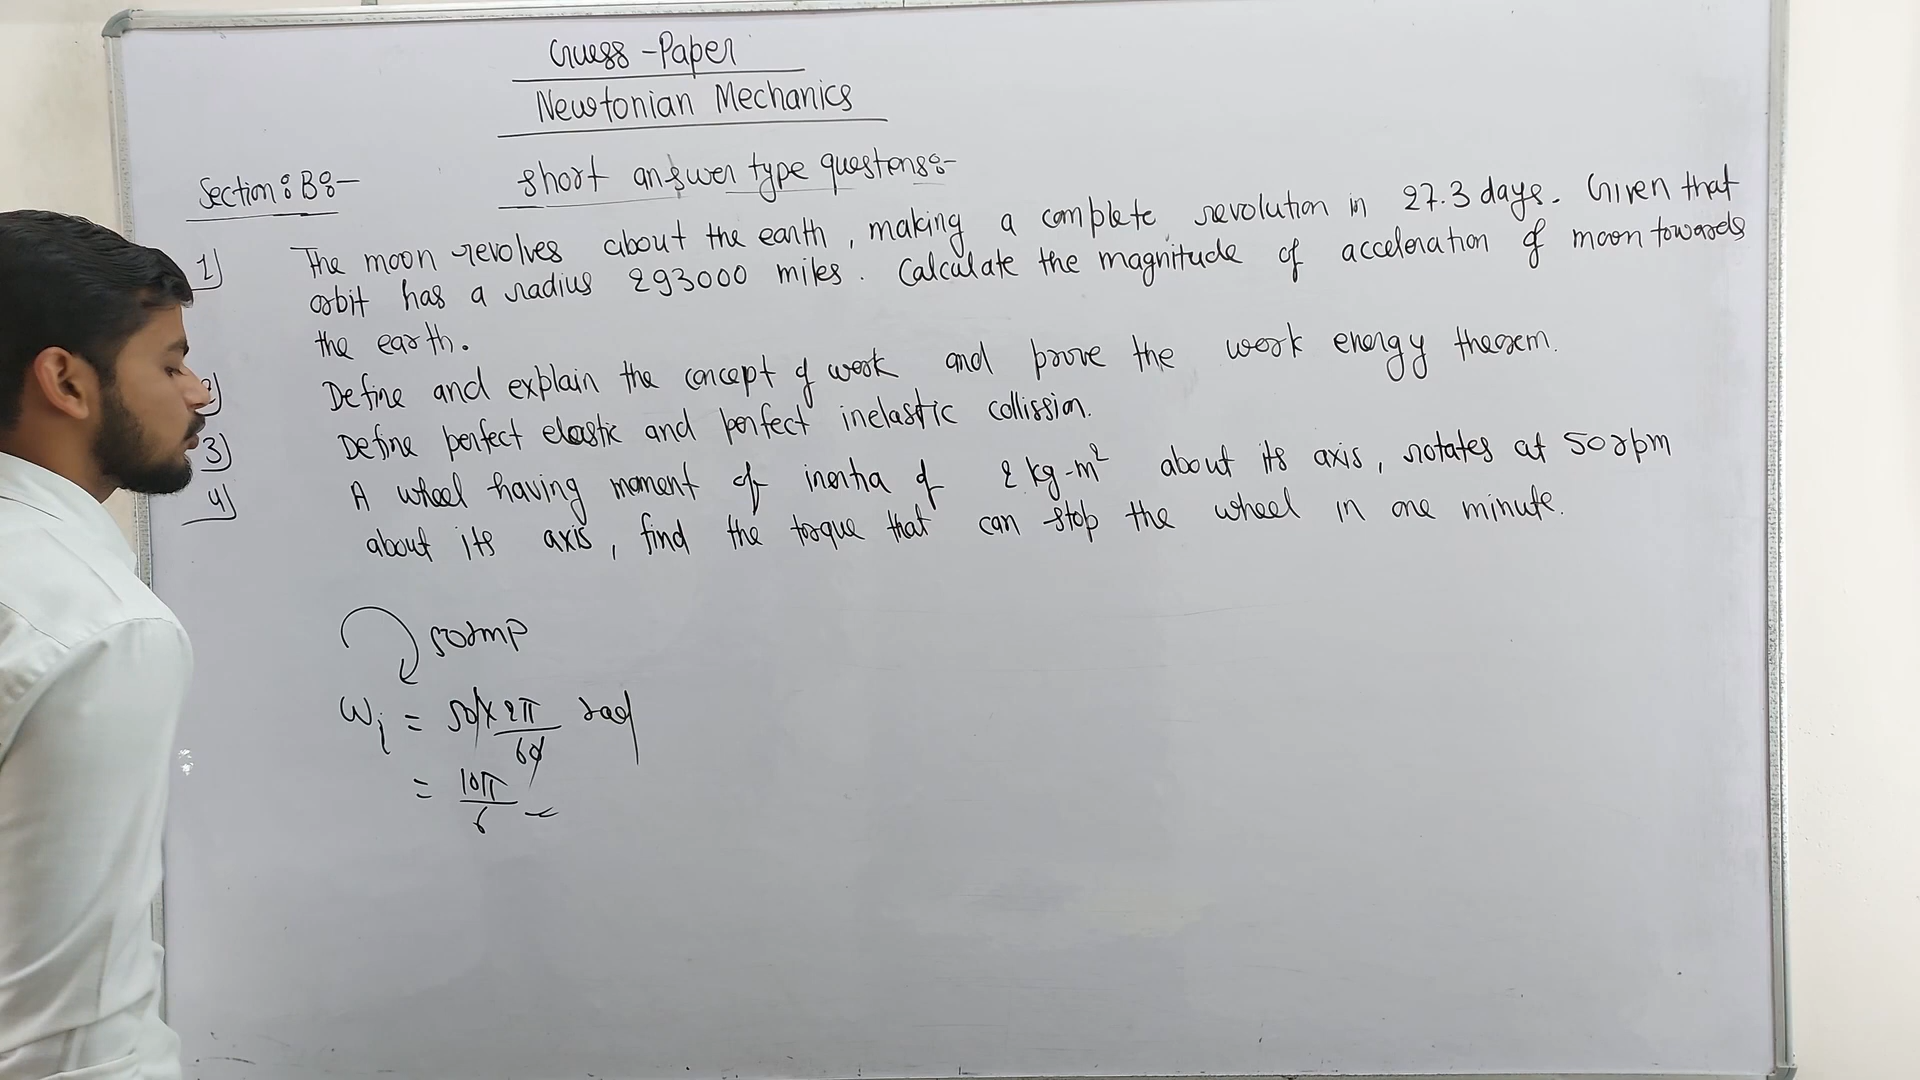 Guess-Paper
Newtonian Mechanics
Section:B:- short answer type questons:-
1) The moon revolves about the earth, making a complete revolution in 27.3 days. Given that
orbit has a radius 293000 miles. Calculate the magnitude of acceleration of moon towards
the earth.
2) Define and explain the concept of work and prove the work energy theorem.
3) Define perfect elastic and perfect inelastic collission.
4) A wheel having moment of inertia of 2 kg-m² about its axis, rotates at 50rpm
about its axis, find the torque that can stop the wheel in one minute.
50rmp
ωi = 50×2π/60 rad
= 10π/6